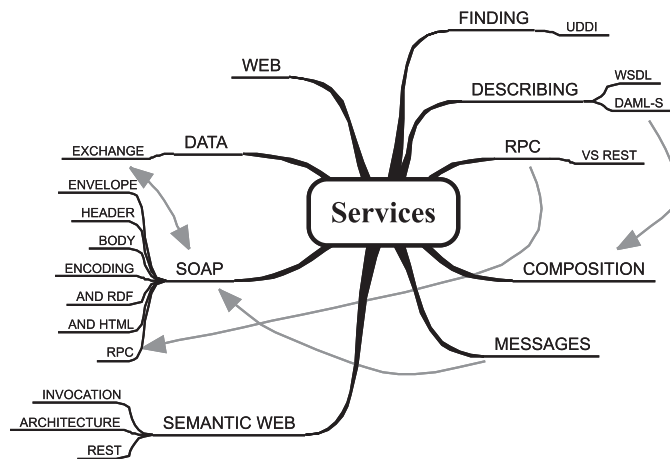 FINDING
UDDI
WEB
DESCRIBING
WSDL
DAML-S
DATA
EXCHANGE
RPC
VS REST
Services
ENVELOPE
HEADER
BODY
ENCODING
AND RDF
AND HTML
RPC
SOAP
COMPOSITION
MESSAGES
INVOCATION
ARCHITECTURE
REST
SEMANTIC WEB